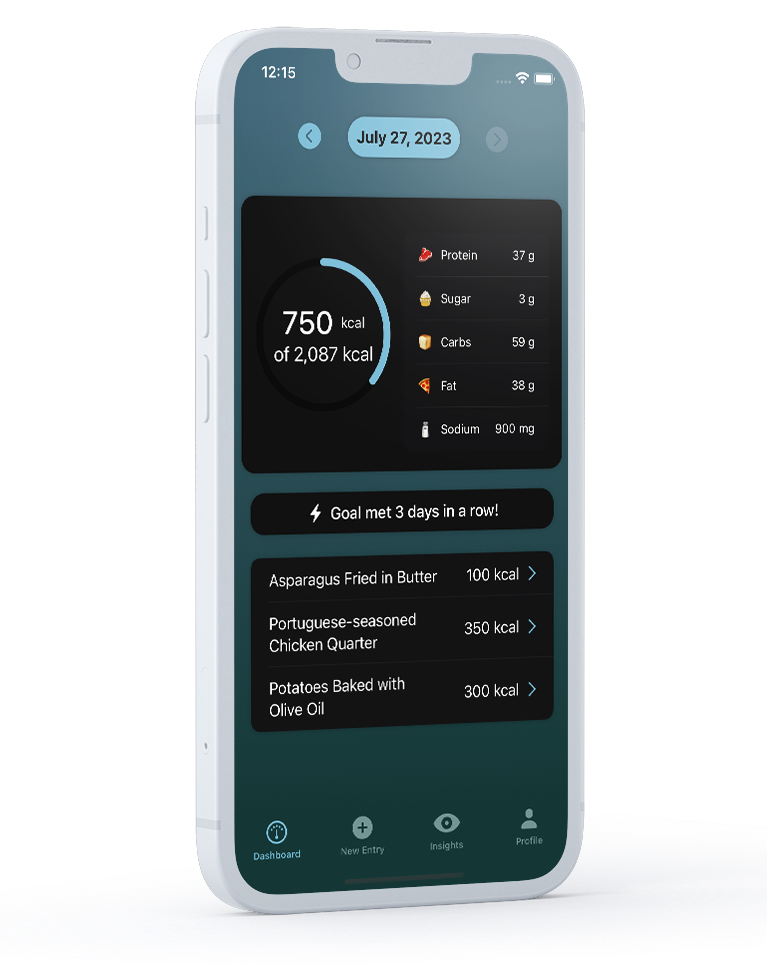 12:15
July 27, 2023
750 kcal
of 2,087 kcal
Protein 37 g
Sugar 3 g
Carbs 59 g
Fat 38 g
Sodium 900 mg
Goal met 3 days in a row!
Asparagus Fried in Butter 100 kcal
Portuguese-seasoned
Chicken Quarter 350 kcal
Potatoes Baked with
Olive Oil 300 kcal
Dashboard New Entry Insights Profile